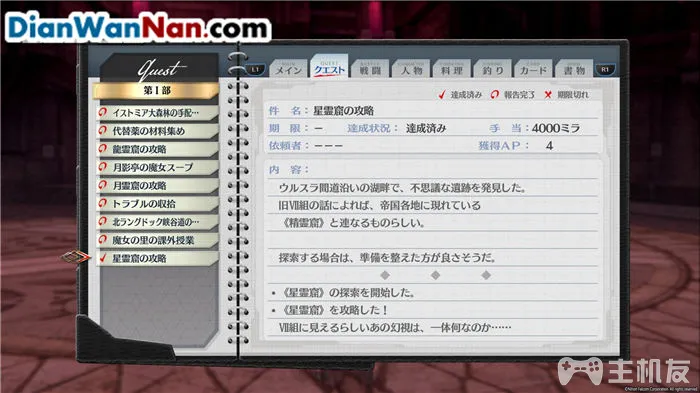 DianWanNan.com
Quest
L1
メイン
QUEST
クエスト
戦闘
人物
料理
釣り
カード
書物
R1
第Ⅰ部
達成済み
報告完了
期限切れ
イストミア大森林の手配…
代替薬の材料集め
龍霊窟の攻略
月影亭の魔女スープ
月霊窟の攻略
トラブルの収拾
北ラングドック峡谷道の…
魔女の里の課外授業
星霊窟の攻略
件 名：星霊窟の攻略
期 限：－ 達成状況：達成済み 手 当：4000ミラ
依頼者：－－－ 獲得ＡＰ： 4
内 容：
ウルスラ間道沿いの湖畔で、不思議な遺跡を発見した。
旧Ⅶ組の話によれば、帝国各地に現れている
《精霊窟》と連なるものらしい。
探索する場合は、準備を整えた方が良さそうだ。
・《星霊窟》の探索を開始した。
・《星霊窟》を攻略した！
Ⅶ組に見えるらしいあの幻視は、一体何なのか……
主机友
©Nihon Falcom Corporation. All rights reserved.